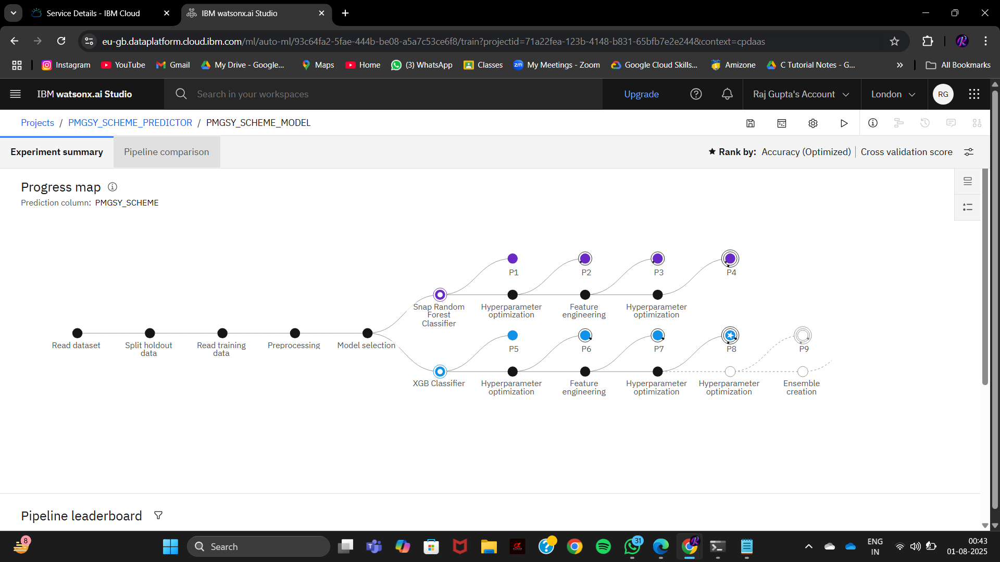 Service Details - IBM Cloud
IBM watsonx.ai Studio
eu-gb.dataplatform.cloud.ibm.com/ml/auto-ml/93c64fa2-5fae-444b-be08-a5a7c53ce6f8/train?projectid=71a22fea-123b-4148-b831-65bfb7e2e244&context=cpdaas
Instagram YouTube Gmail My Drive - Google... Maps Home (3) WhatsApp Classes zm My Meetings - Zoom Google Cloud Skills... Amizone C Tutorial Notes - G... » All Bookmarks
IBM watsonx.ai Studio Search in your workspaces Upgrade Raj Gupta's Account London RG
Projects / PMGSY_SCHEME_PREDICTOR / PMGSY_SCHEME_MODEL
Experiment summary Pipeline comparison ★ Rank by: Accuracy (Optimized) | Cross validation score
Progress map
Prediction column: PMGSY_SCHEME
P1 P2 P3 P4
Snap Random Forest Classifier
Hyperparameter optimization
Feature engineering
Hyperparameter optimization
Read dataset
Split holdout data
Read training data
Preprocessing
Model selection
P5 P6 P7 P8 P9
XGB Classifier
Hyperparameter optimization
Feature engineering
Hyperparameter optimization
Hyperparameter optimization
Ensemble creation
Pipeline leaderboard
8
Search
31
ENG
IN
00:43
01-08-2025